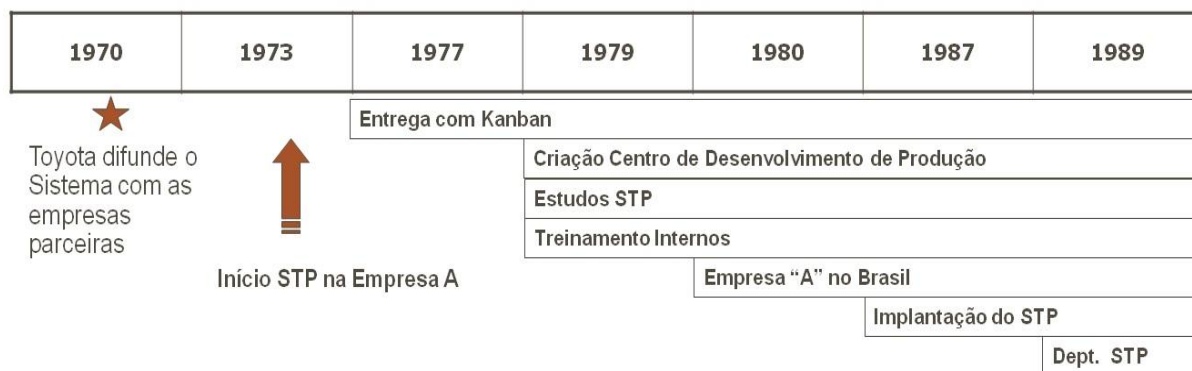 1970 1973 1977 1979 1980 1987 1989
Entrega com Kanban
Toyota difunde o
Sistema com as
empresas
parceiras
Criação Centro de Desenvolvimento de Produção
Estudos STP
Treinamento Internos
Início STP na Empresa A
Empresa “A” no Brasil
Implantação do STP
Dept. STP